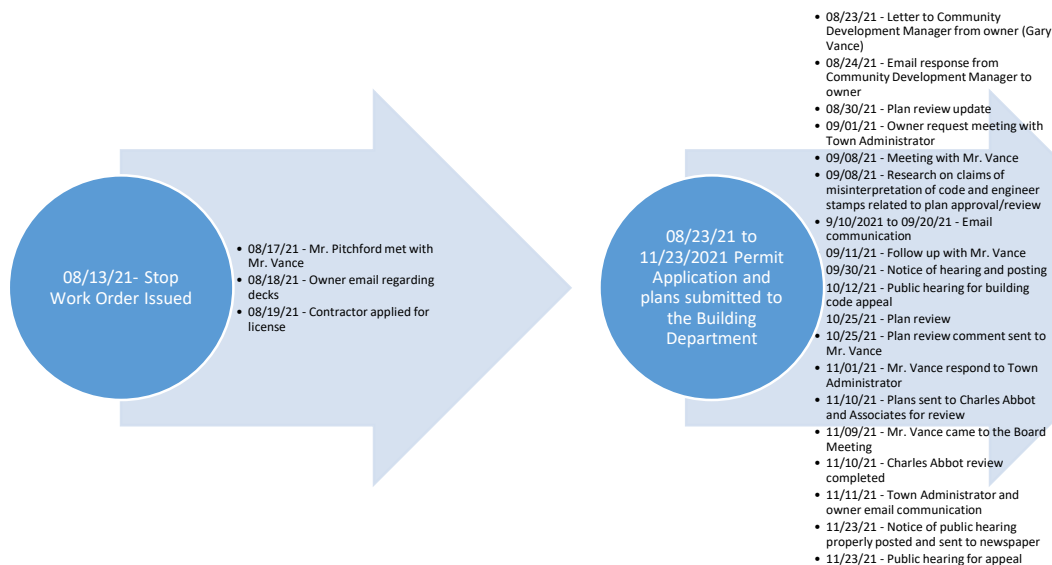 08/13/21- Stop
Work Order Issued
• 08/17/21 - Mr. Pitchford met with
Mr. Vance
• 08/18/21 - Owner email regarding
decks
• 08/19/21 - Contractor applied for
license
08/23/21 to
11/23/2021 Permit
Application and
plans submitted to
the Building
Department
• 08/23/21 - Letter to Community
Development Manager from owner (Gary
Vance)
• 08/24/21 - Email response from
Community Development Manager to
owner
• 08/30/21 - Plan review update
• 09/01/21 - Owner request meeting with
Town Administrator
• 09/08/21 - Meeting with Mr. Vance
• 09/08/21 - Research on claims of
misinterpretation of code and engineer
stamps related to plan approval/review
• 9/10/2021 to 09/20/21 - Email
communication
09/11/21 - Follow up with Mr. Vance
09/30/21 - Notice of hearing and posting
10/12/21 - Public hearing for building
code appeal
10/25/21 - Plan review
• 10/25/21 - Plan review comment sent to
Mr. Vance
• 11/01/21 - Mr. Vance respond to Town
Administrator
• 11/10/21 - Plans sent to Charles Abbot
and Associates for review
• 11/09/21 - Mr. Vance came to the Board
Meeting
• 11/10/21 - Charles Abbot review
completed
• 11/11/21 - Town Administrator and
owner email communication
• 11/23/21 - Notice of public hearing
properly posted and sent to newspaper
• 11/23/21 - Public hearing for appeal